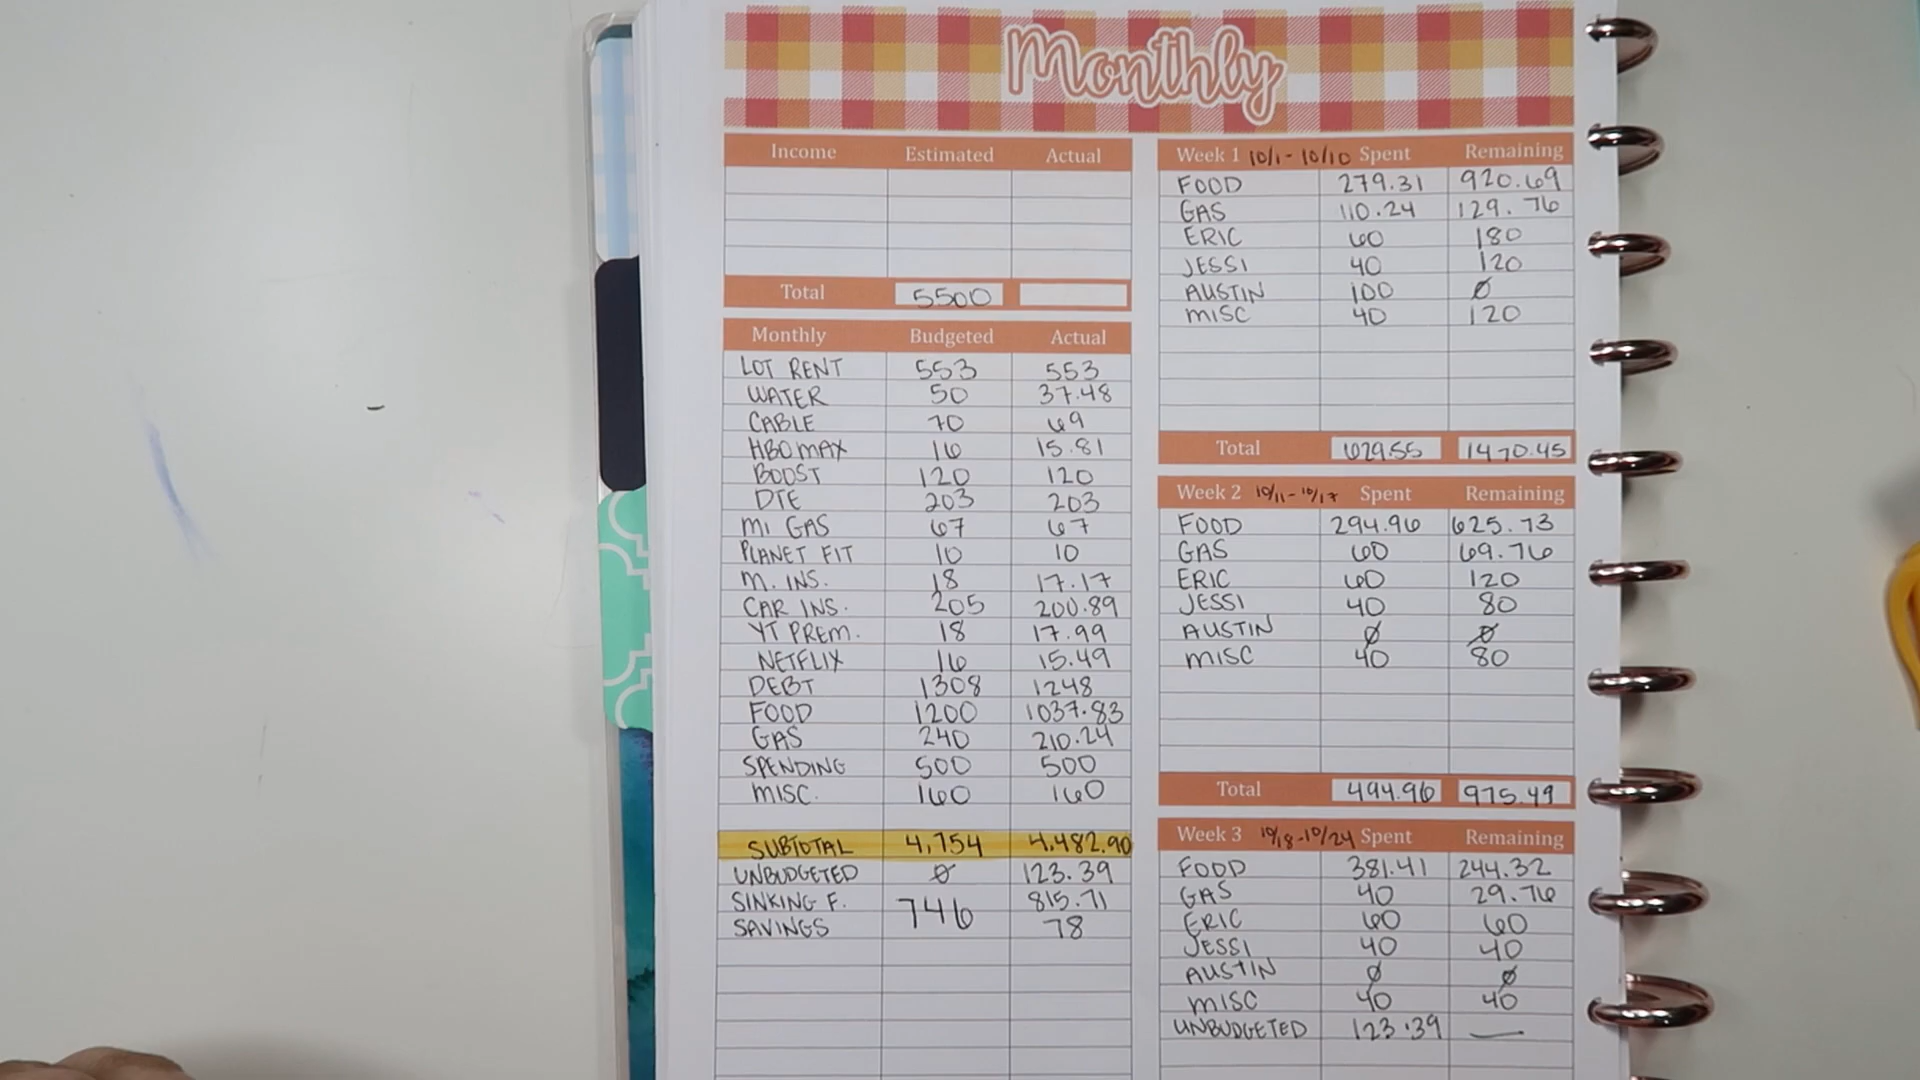 Monthly
Income Estimated Actual
Total 5500
Monthly Budgeted Actual
LOT RENT 553 553
WATER 50 37.48
CABLE 70 69
HBO MAX 16 15.81
BOOST 120 120
DTE 203 203
MI GAS 67 67
PLANET FIT 10 10
M. INS. 18 17.17
CAR INS. 205 200.89
YT PREM. 18 17.99
NETFLIX 16 15.49
DEBT 1308 1248
FOOD 1200 1037.83
GAS 240 210.24
SPENDING 500 500
MISC. 160 160
SUBTOTAL 4,754 4,482.90
UNBUDGETED Ø 123.39
SINKING F. 746 815.71
SAVINGS 78
Week 1 10/1-10/10 Spent Remaining
FOOD 279.31 920.69
GAS 110.24 129.76
ERIC 60 180
JESSI 40 120
AUSTIN 100 Ø
MISC 40 120
Total 629.55 1470.45
Week 2 10/11-10/17 Spent Remaining
FOOD 294.96 625.73
GAS 60 69.76
ERIC 60 120
JESSI 40 80
AUSTIN Ø Ø
MISC 40 80
Total 494.96 975.49
Week 3 10/18-10/24 Spent Remaining
FOOD 381.41 244.32
GAS 40 29.76
ERIC 60 60
JESSI 40 40
AUSTIN Ø Ø
MISC 40 40
UNBUDGETED 123.39 —